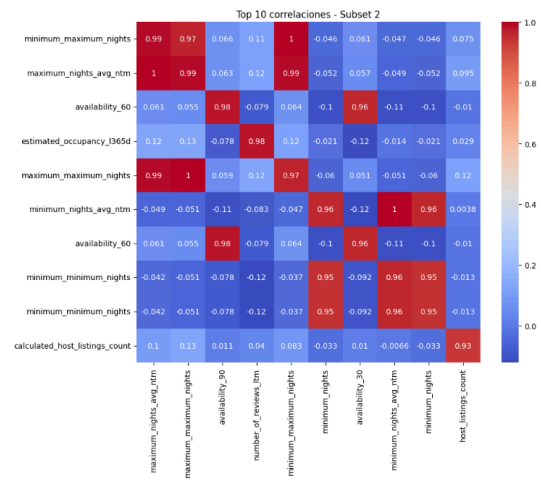 Top 10 correlaciones - Subset 2
minimum_maximum_nights 0.99 0.97 0.066 0.11 1 -0.046 0.061 -0.047 -0.046 0.075
maximum_nights_avg_ntm 1 0.99 0.063 0.12 0.99 -0.052 0.057 -0.049 -0.052 0.095
availability_60 0.061 0.055 0.98 -0.079 0.064 -0.1 0.96 -0.11 -0.1 -0.01
estimated_occupancy_l365d 0.12 0.13 -0.078 0.98 0.12 -0.021 -0.12 -0.014 -0.021 0.029
maximum_maximum_nights 0.99 1 0.059 0.12 0.97 -0.06 0.051 -0.051 -0.06 0.12
minimum_nights_avg_ntm -0.049 -0.051 -0.11 -0.083 -0.047 0.96 -0.12 1 0.96 0.0038
availability_60 0.061 0.055 0.98 -0.079 0.064 -0.1 0.96 -0.11 -0.1 -0.01
minimum_minimum_nights -0.042 -0.051 -0.078 -0.12 -0.037 0.95 -0.092 0.96 0.95 -0.013
minimum_minimum_nights -0.042 -0.051 -0.078 -0.12 -0.037 0.95 -0.092 0.96 0.95 -0.013
calculated_host_listings_count 0.1 0.13 0.011 0.04 0.083 -0.033 0.01 -0.0066 -0.033 0.93
maximum_nights_avg_ntm
maximum_maximum_nights
availability_90
number_of_reviews_ltm
minimum_maximum_nights
minimum_nights
availability_30
minimum_nights_avg_ntm
minimum_nights
host_listings_count
1.0
0.8
0.6
0.4
0.2
0.0